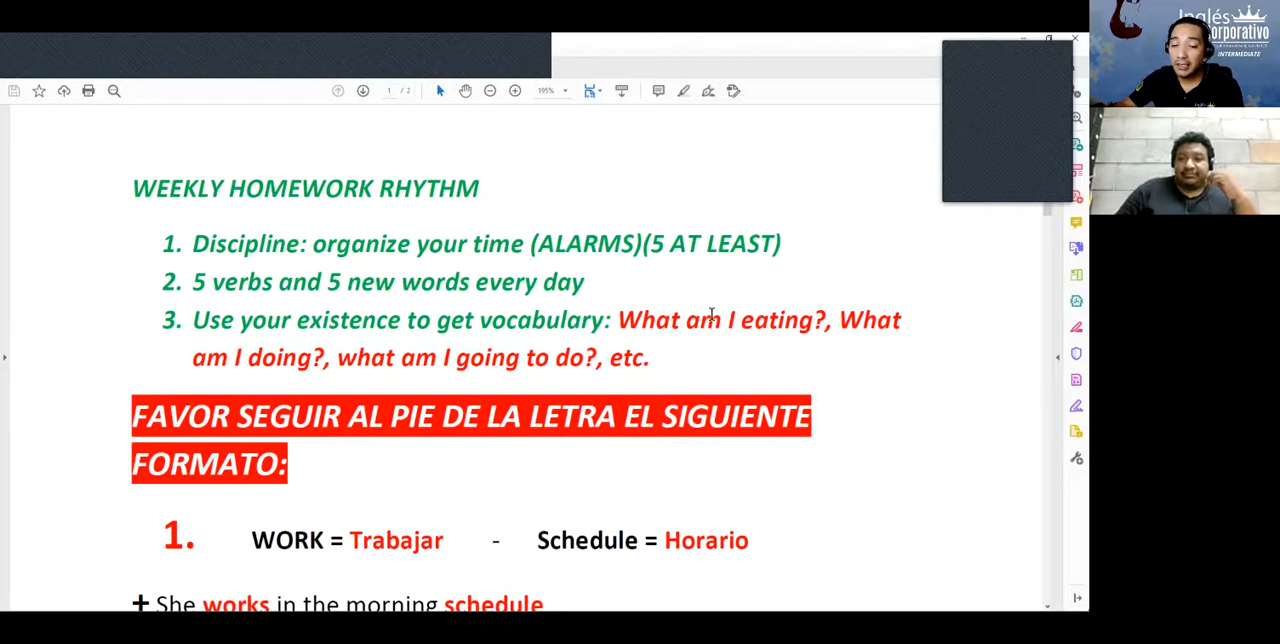 Inglés
Corporativo
INTERMEDIATE
1 / 2
195%
WEEKLY HOMEWORK RHYTHM
1. Discipline: organize your time (ALARMS)(5 AT LEAST)
2. 5 verbs and 5 new words every day
3. Use your existence to get vocabulary: What am I eating?, What
am I doing?, what am I going to do?, etc.
FAVOR SEGUIR AL PIE DE LA LETRA EL SIGUIENTE
FORMATO:
1. WORK = Trabajar - Schedule = Horario
+ She works in the morning schedule